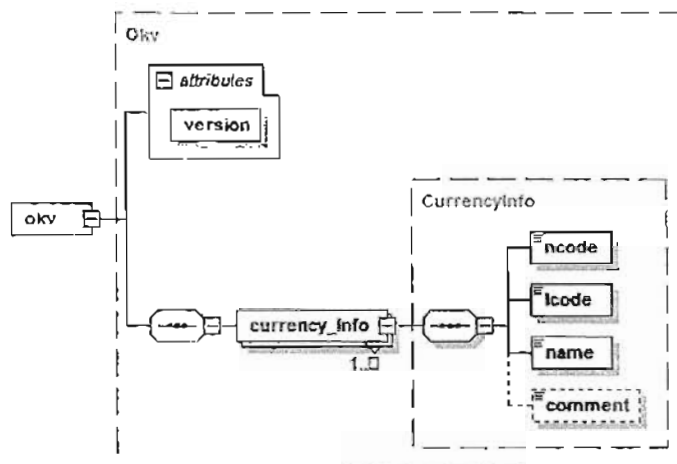 Okv
attributes
version
okv
CurrencyInfo
ncode
lcode
currency_info
name
1..
comment